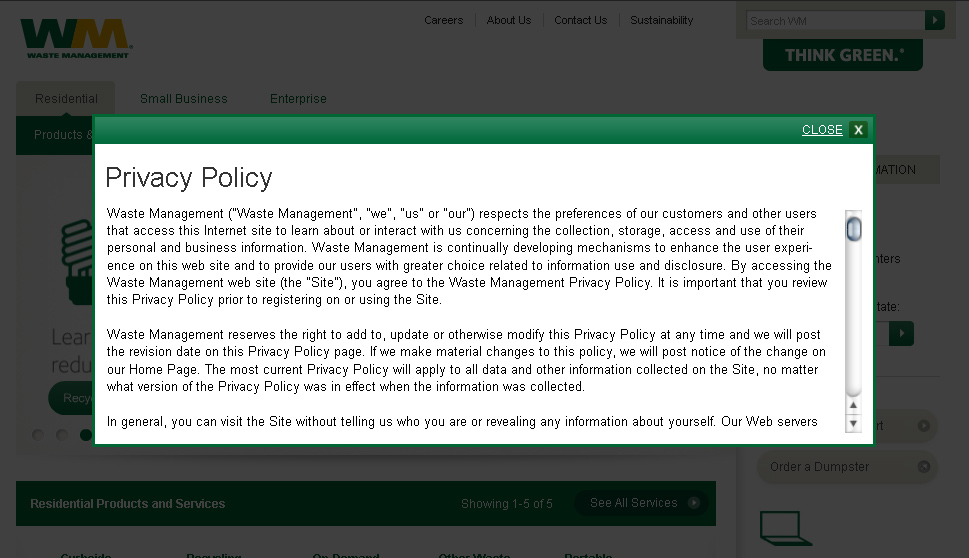 WM
WASTE MANAGEMENT
Careers
About Us
Contact Us
Sustainability
Search WM
THINK GREEN.
Residential
Small Business
Enterprise
Products &
CLOSE X
Privacy Policy
Waste Management ("Waste Management", "we", "us" or "our") respects the preferences of our customers and other users
that access this Internet site to learn about or interact with us concerning the collection, storage, access and use of their
personal and business information. Waste Management is continually developing mechanisms to enhance the user experi-
ence on this web site and to provide our users with greater choice related to information use and disclosure. By accessing the
Waste Management web site (the "Site"), you agree to the Waste Management Privacy Policy. It is important that you review
this Privacy Policy prior to registering on or using the Site.
Waste Management reserves the right to add to, update or otherwise modify this Privacy Policy at any time and we will post
the revision date on this Privacy Policy page. If we make material changes to this policy, we will post notice of the change on
our Home Page. The most current Privacy Policy will apply to all data and other information collected on the Site, no matter
what version of the Privacy Policy was in effect when the information was collected.
In general, you can visit the Site without telling us who you are or revealing any information about yourself. Our Web servers
Order a Dumpster
Residential Products and Services
Showing 1-5 of 5
See All Services
Curbside
Recycling
On-Demand
Other Waste
Portable